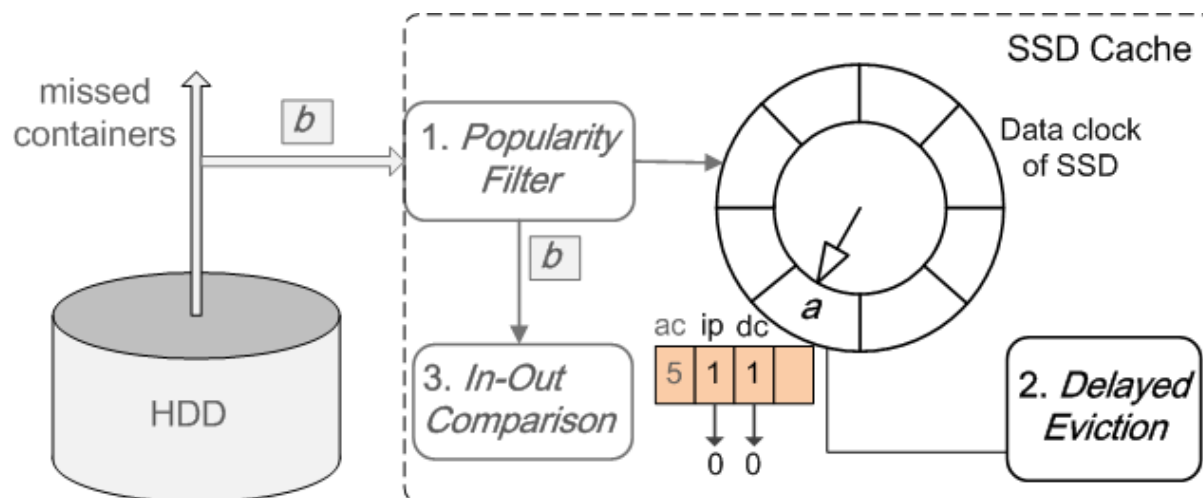 SSD Cache
missed
containers
b
1. Popularity
Filter
Data clock
of SSD
b
a
ac ip dc
5 1 1
0 0
3. In-Out
Comparison
HDD
2. Delayed
Eviction